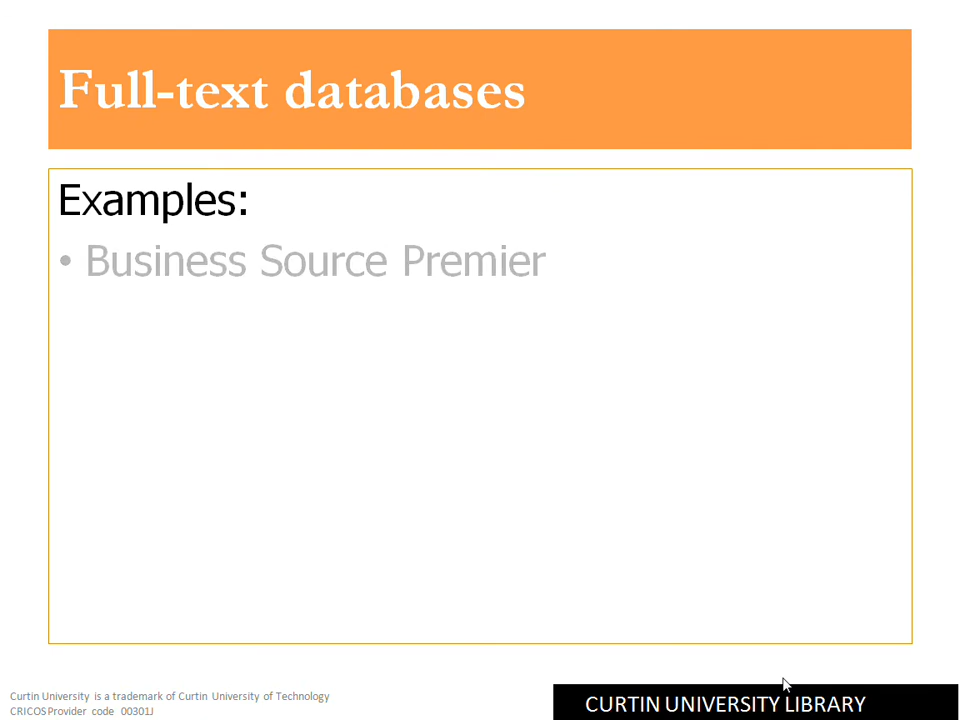 Full-text databases
Examples:
• Business Source Premier
Curtin University is a trademark of Curtin University of Technology
CRICOS Provider code 00301J
CURTIN UNIVERSITY LIBRARY